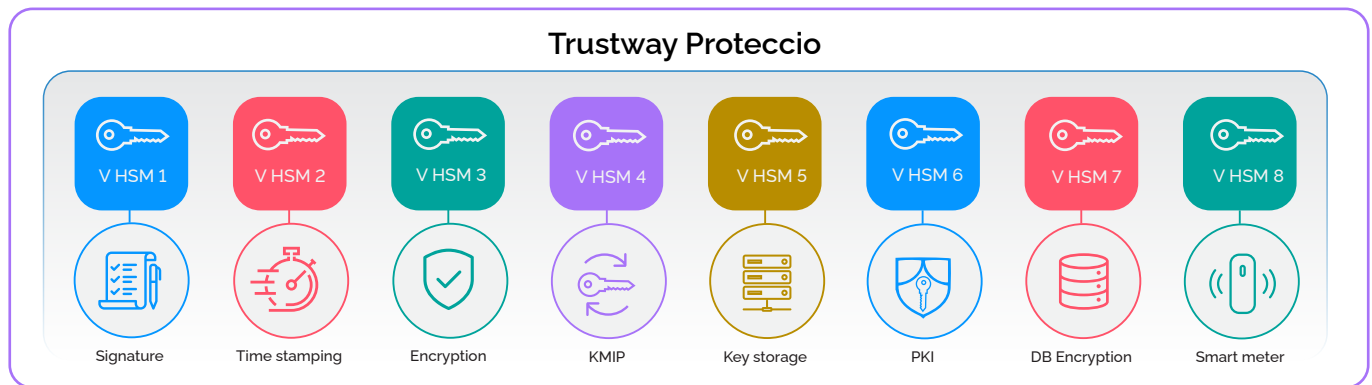 Trustway Proteccio
V HSM 1
V HSM 2
V HSM 3
V HSM 4
V HSM 5
V HSM 6
V HSM 7
V HSM 8
Signature
Time stamping
Encryption
KMIP
Key storage
PKI
DB Encryption
Smart meter